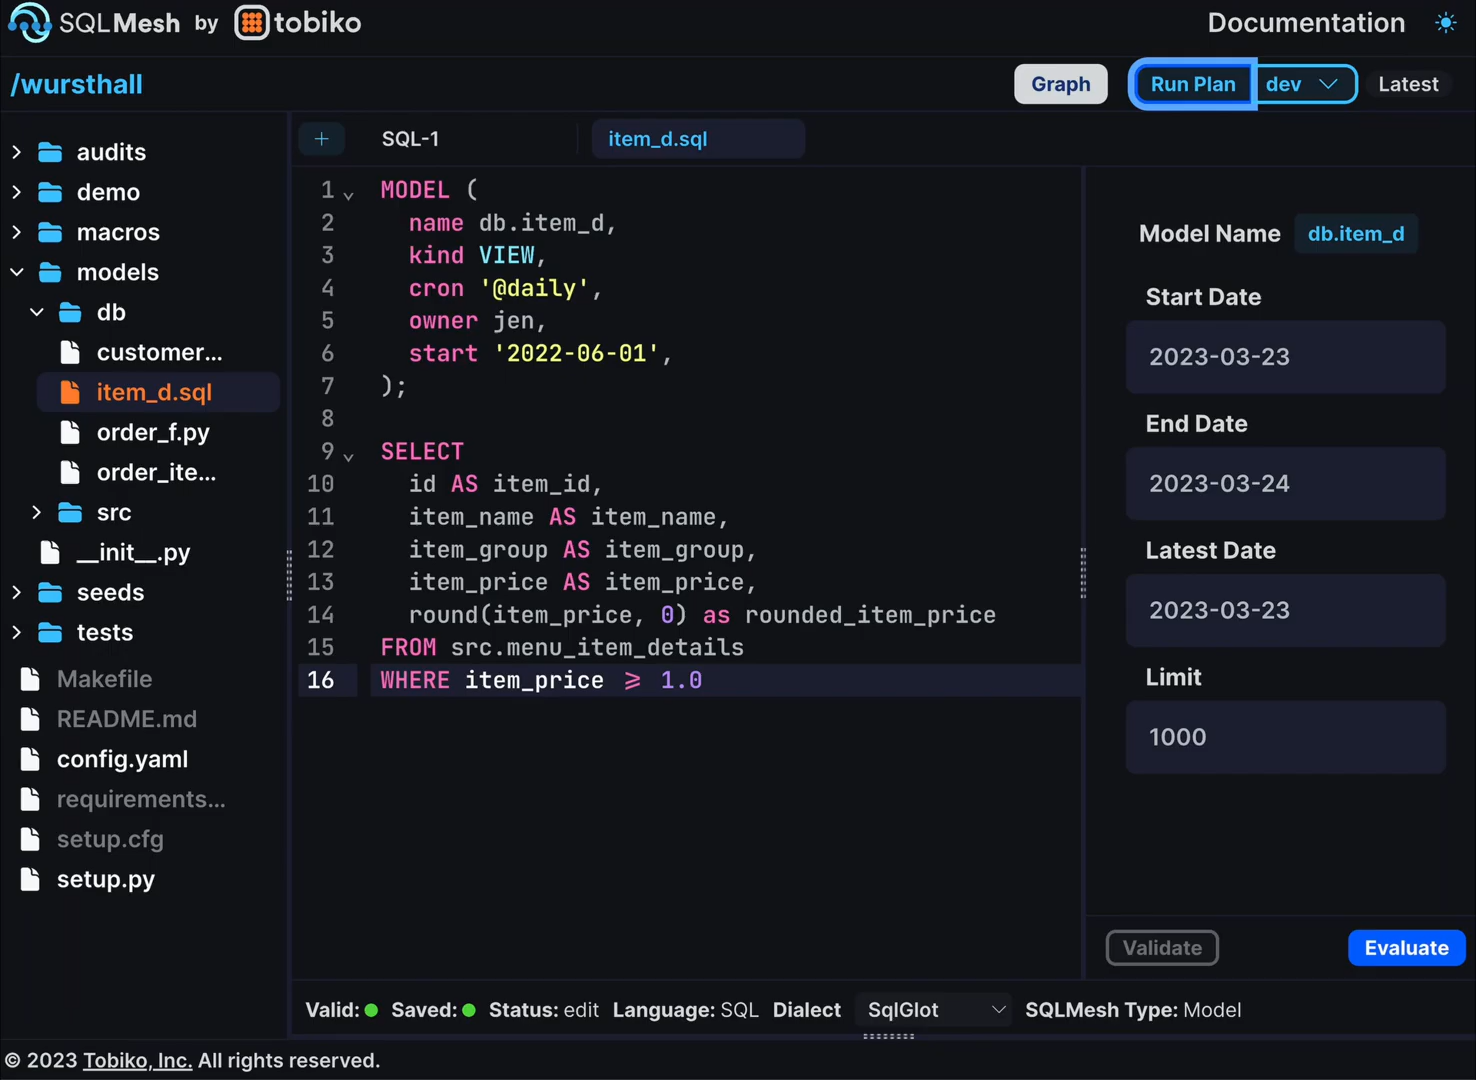 SQLMesh by tobiko
Documentation
/wursthall
Graph
Run Plan
dev
Latest
audits
demo
macros
models
db
customer...
item_d.sql
order_f.py
order_ite...
src
__init__.py
seeds
tests
Makefile
README.md
config.yaml
requirements...
setup.cfg
setup.py
+
SQL-1
item_d.sql
1 MODEL (
2 name db.item_d,
3 kind VIEW,
4 cron '@daily',
5 owner jen,
6 start '2022-06-01',
7 );
8
9 SELECT
10 id AS item_id,
11 item_name AS item_name,
12 item_group AS item_group,
13 item_price AS item_price,
14 round(item_price, 0) as rounded_item_price
15 FROM src.menu_item_details
16 WHERE item_price ⩾ 1.0
Model Name db.item_d
Start Date
2023-03-23
End Date
2023-03-24
Latest Date
2023-03-23
Limit
1000
Validate
Evaluate
Valid: Saved: Status: edit Language: SQL Dialect SqlGlot SQLMesh Type: Model
© 2023 Tobiko, Inc. All rights reserved.